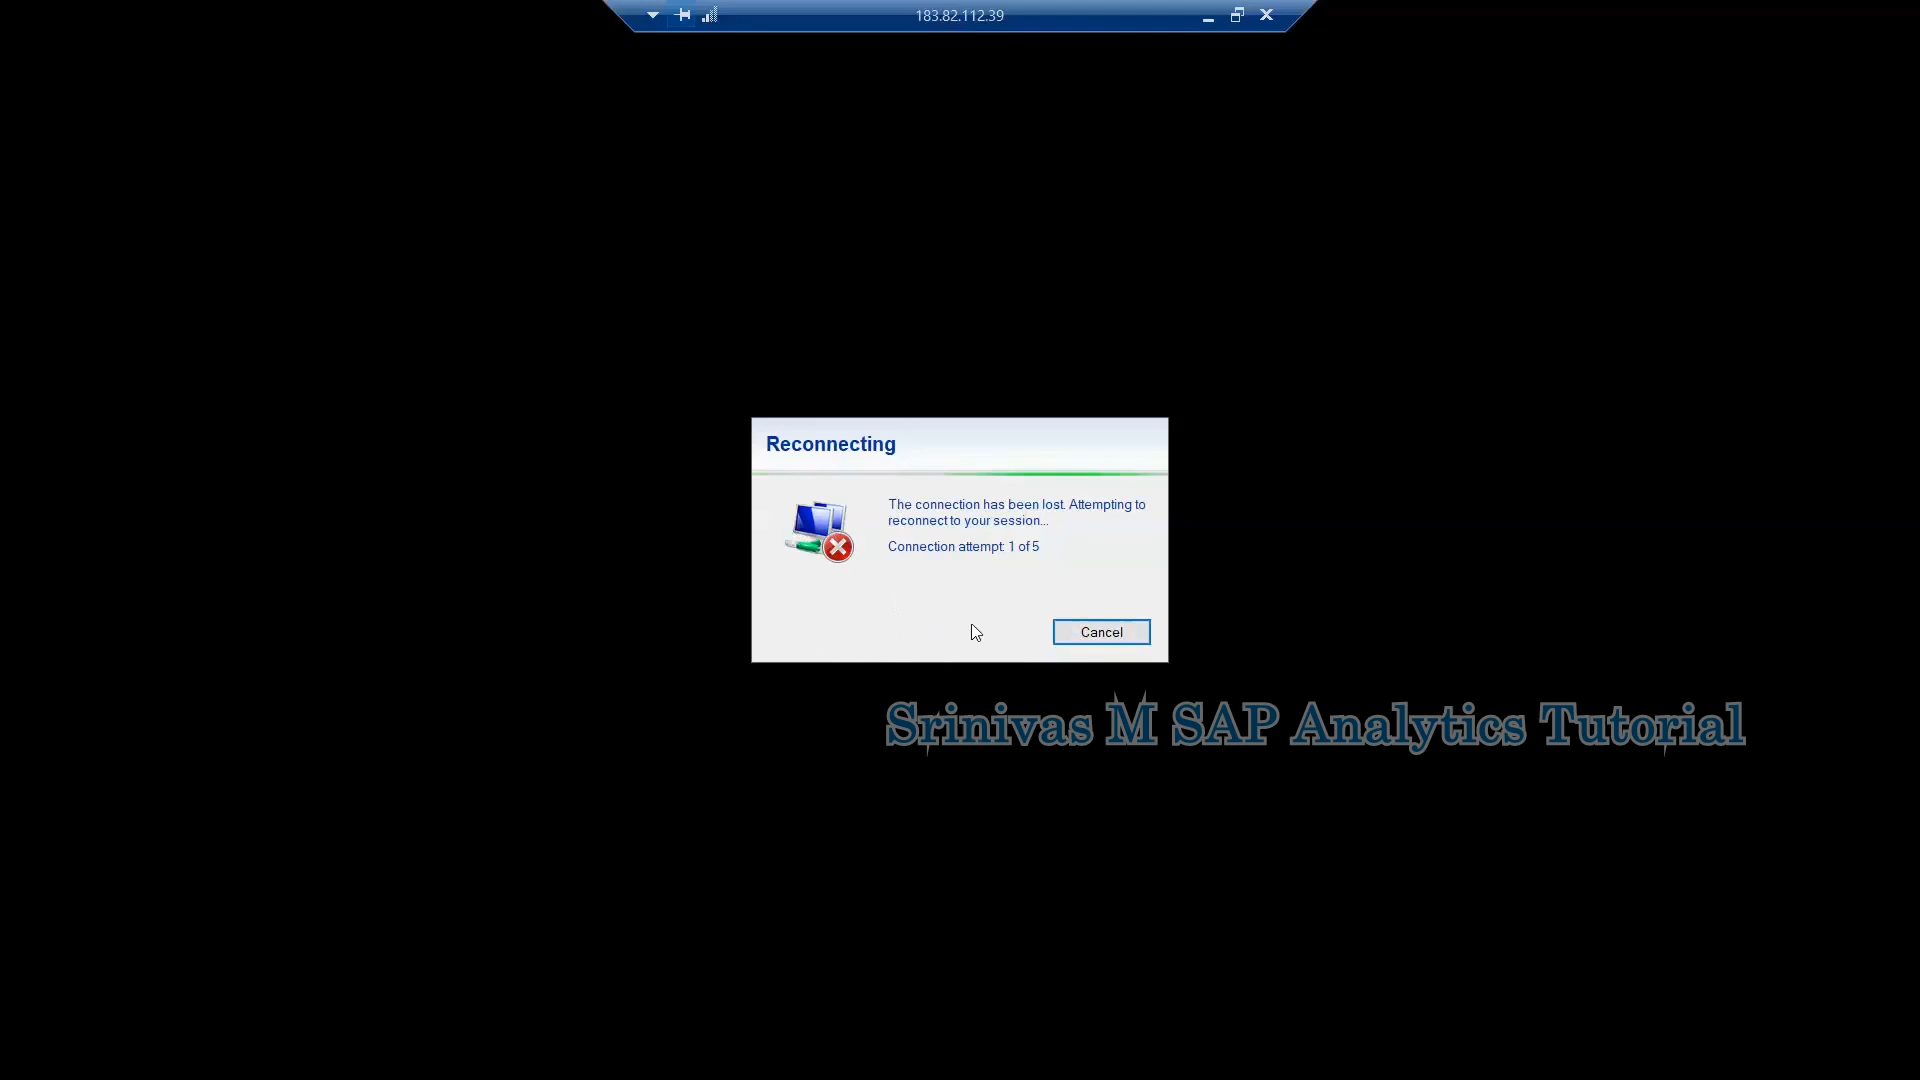 183.82.112.39
Reconnecting
The connection has been lost. Attempting to
reconnect to your session...
Connection attempt: 1 of 5
Cancel
Srinivas M SAP Analytics Tutorial